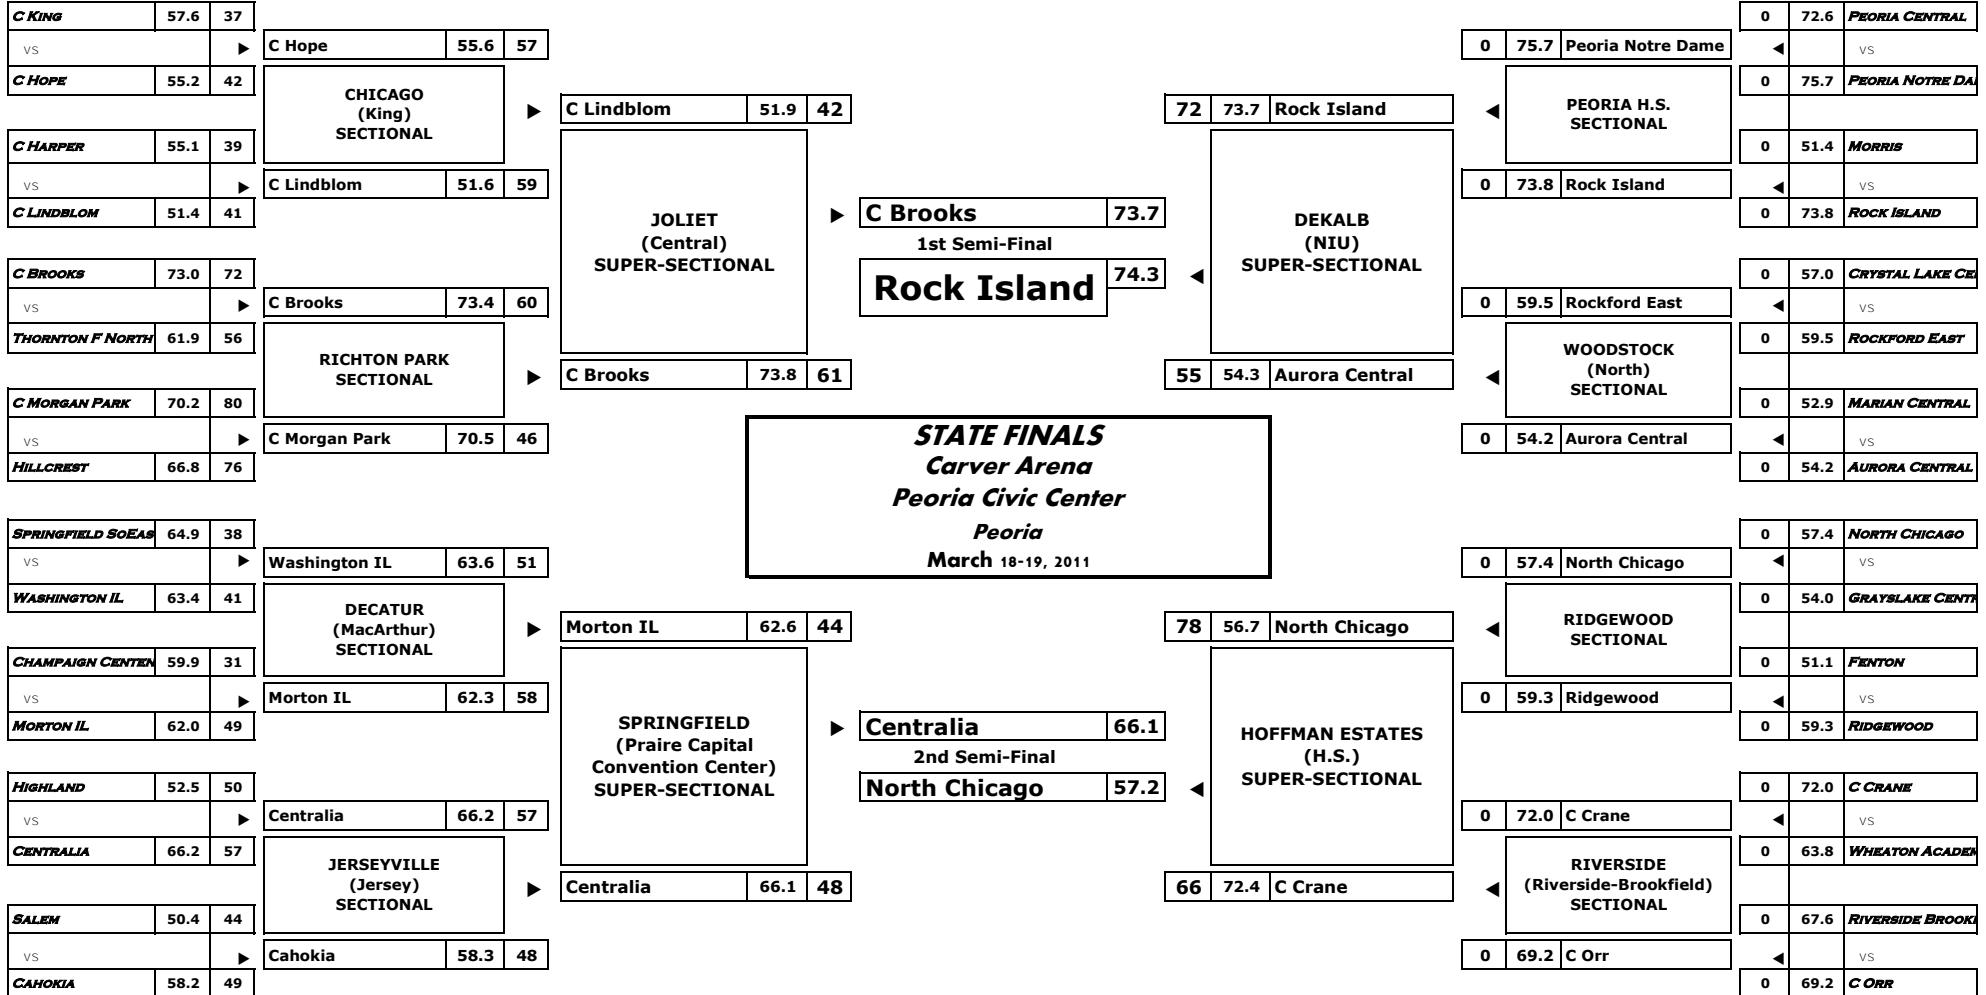 C KING 57.6 37
vs
C HOPE 55.2 42
C HARPER 55.1 39
vs
C LINDBLOM 51.4 41
C BROOKS 73.0 72
vs
THORNTON F NORTH 61.9 56
C MORGAN PARK 70.2 80
vs
HILLCREST 66.8 76
SPRINGFIELD SOEAS 64.9 38
vs
WASHINGTON IL 63.4 41
CHAMPAIGN CENTEN 59.9 31
vs
MORTON IL 62.0 49
HIGHLAND 52.5 50
vs
CENTRALIA 66.2 57
SALEM 50.4 44
vs
CAHOKIA 58.2 49
C Hope 55.6 57
CHICAGO
(King)
SECTIONAL
C Lindblom 51.6 59
C Brooks 73.4 60
RICHTON PARK
SECTIONAL
C Morgan Park 70.5 46
Washington IL 63.6 51
DECATUR
(MacArthur)
SECTIONAL
Morton IL 62.3 58
Centralia 66.2 57
JERSEYVILLE
(Jersey)
SECTIONAL
Cahokia 58.3 48
C Lindblom 51.9 42
JOLIET
(Central)
SUPER-SECTIONAL
C Brooks 73.8 61
Morton IL 62.6 44
SPRINGFIELD
(Praire Capital
Convention Center)
SUPER-SECTIONAL
Centralia 66.1 48
C Brooks 73.7
1st Semi-Final
Rock Island 74.3
STATE FINALS
Carver Arena
Peoria Civic Center
Peoria
March 18-19, 2011
Centralia 66.1
2nd Semi-Final
North Chicago 57.2
72 73.7 Rock Island
DEKALB
(NIU)
SUPER-SECTIONAL
55 54.3 Aurora Central
78 56.7 North Chicago
HOFFMAN ESTATES
(H.S.)
SUPER-SECTIONAL
66 72.4 C Crane
0 75.7 Peoria Notre Dame
PEORIA H.S.
SECTIONAL
0 73.8 Rock Island
0 59.5 Rockford East
WOODSTOCK
(North)
SECTIONAL
0 54.2 Aurora Central
0 57.4 North Chicago
RIDGEWOOD
SECTIONAL
0 59.3 Ridgewood
0 72.0 C Crane
RIVERSIDE
(Riverside-Brookfield)
SECTIONAL
0 69.2 C Orr
0 72.6 PEORIA CENTRAL
vs
0 75.7 PEORIA NOTRE DA
0 51.4 MORRIS
vs
0 73.8 ROCK ISLAND
0 57.0 CRYSTAL LAKE CE
vs
0 59.5 ROCKFORD EAST
0 52.9 MARIAN CENTRAL
vs
0 54.2 AURORA CENTRAL
0 57.4 NORTH CHICAGO
vs
0 54.0 GRAYSLAKE CENT
0 51.1 FENTON
vs
0 59.3 RIDGEWOOD
0 72.0 C CRANE
vs
0 63.8 WHEATON ACADE
0 67.6 RIVERSIDE BROOK
vs
0 69.2 C ORR